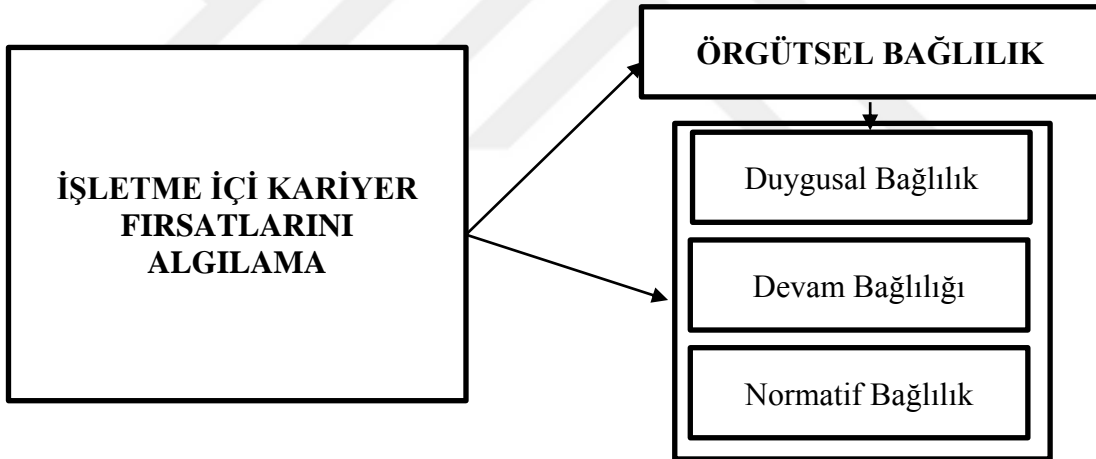 ÖRGÜTSEL BAĞLILIK
İŞLETME İÇİ KARİYER
FIRSATLARINI
ALGILAMA
Duygusal Bağlılık
Devam Bağlılığı
Normatif Bağlılık